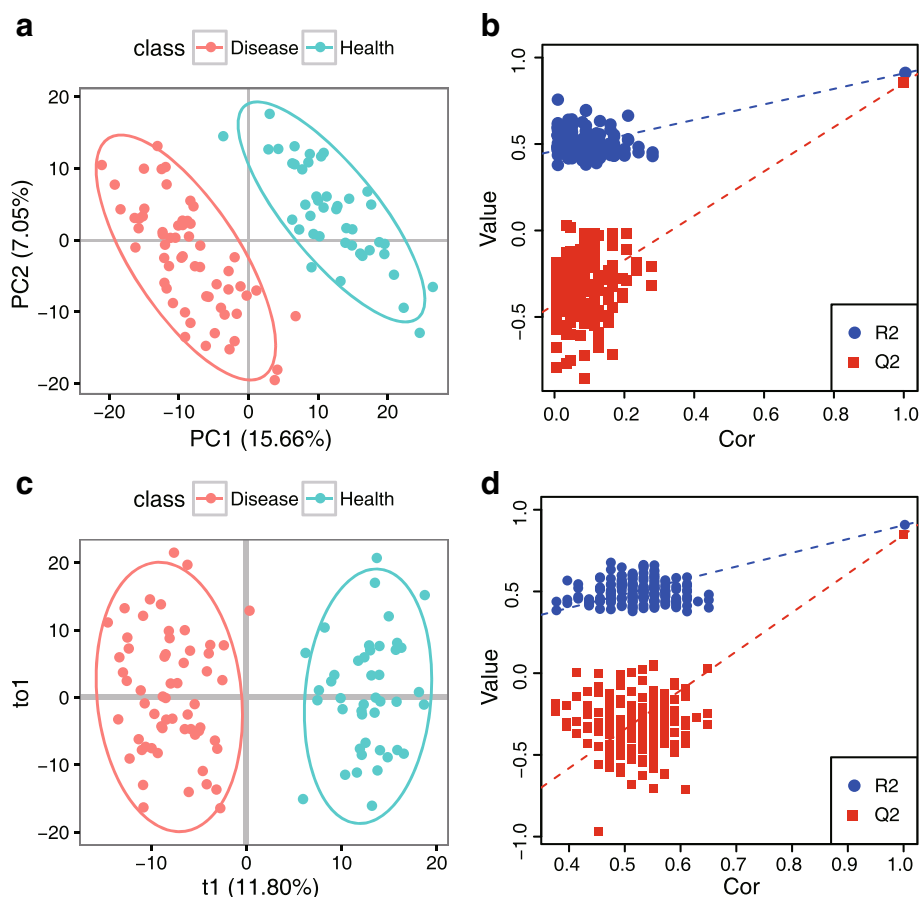 a
class Disease Health
20
10
0
−10
−20
PC2 (7.05%)
−20 −10 0 10 20
PC1 (15.66%)
b
1.0
0.5
0.0
−0.5
Value
R2
Q2
0.0 0.2 0.4 0.6 0.8 1.0
Cor
c
class Disease Health
20
10
0
−10
−20
to1
−10 0 10 20
t1 (11.80%)
d
1.0
0.5
0.0
−0.5
−1.0
Value
R2
Q2
0.4 0.5 0.6 0.7 0.8 0.9 1.0
Cor